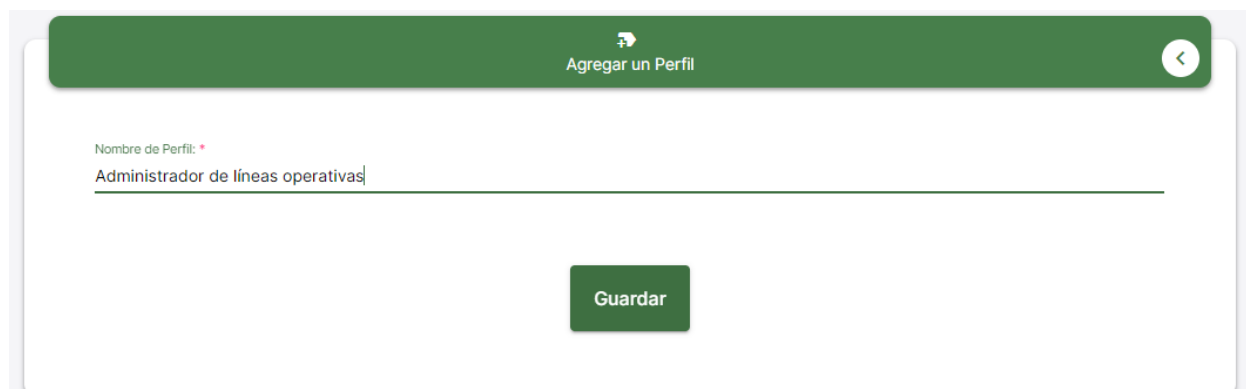 Agregar un Perfil
Nombre de Perfil: *
Administrador de líneas operativas
Guardar